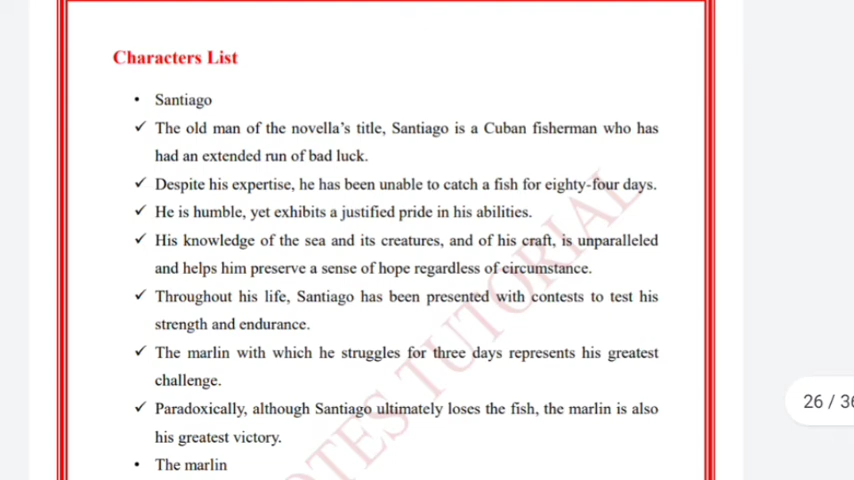 Characters List
• Santiago
✓ The old man of the novella’s title, Santiago is a Cuban fisherman who has
had an extended run of bad luck.
✓ Despite his expertise, he has been unable to catch a fish for eighty-four days.
✓ He is humble, yet exhibits a justified pride in his abilities.
✓ His knowledge of the sea and its creatures, and of his craft, is unparalleled
and helps him preserve a sense of hope regardless of circumstance.
✓ Throughout his life, Santiago has been presented with contests to test his
strength and endurance.
✓ The marlin with which he struggles for three days represents his greatest
challenge.
✓ Paradoxically, although Santiago ultimately loses the fish, the marlin is also
his greatest victory.
• The marlin
OTES TUTORIAL
26 / 36